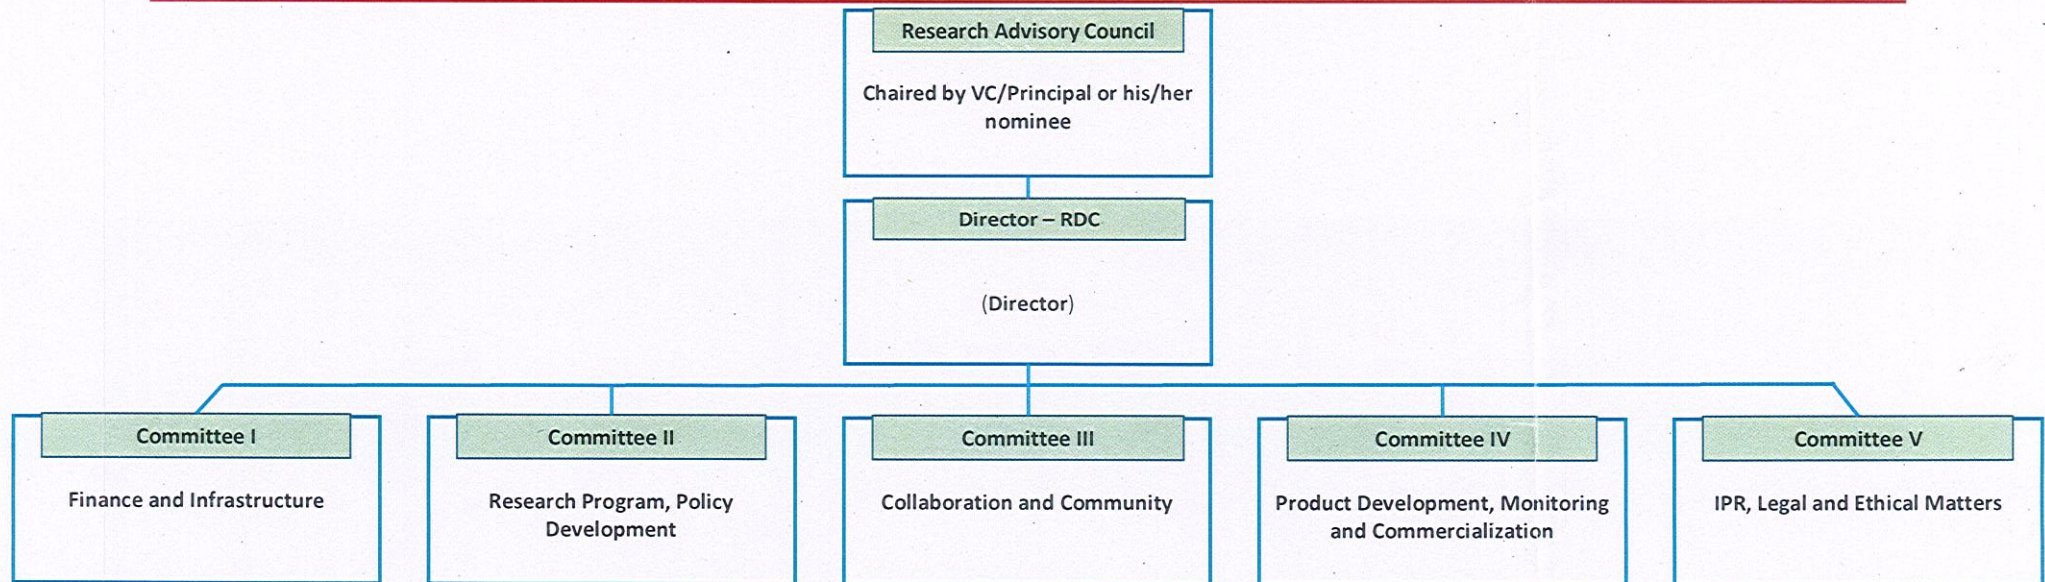 Research Advisory Council
Chaired by VC/Principal or his/her
nominee
Director – RDC
(Director)
Committee I
Finance and Infrastructure
Committee II
Research Program, Policy
Development
Committee III
Collaboration and Community
Committee IV
Product Development, Monitoring
and Commercialization
Committee V
IPR, Legal and Ethical Matters